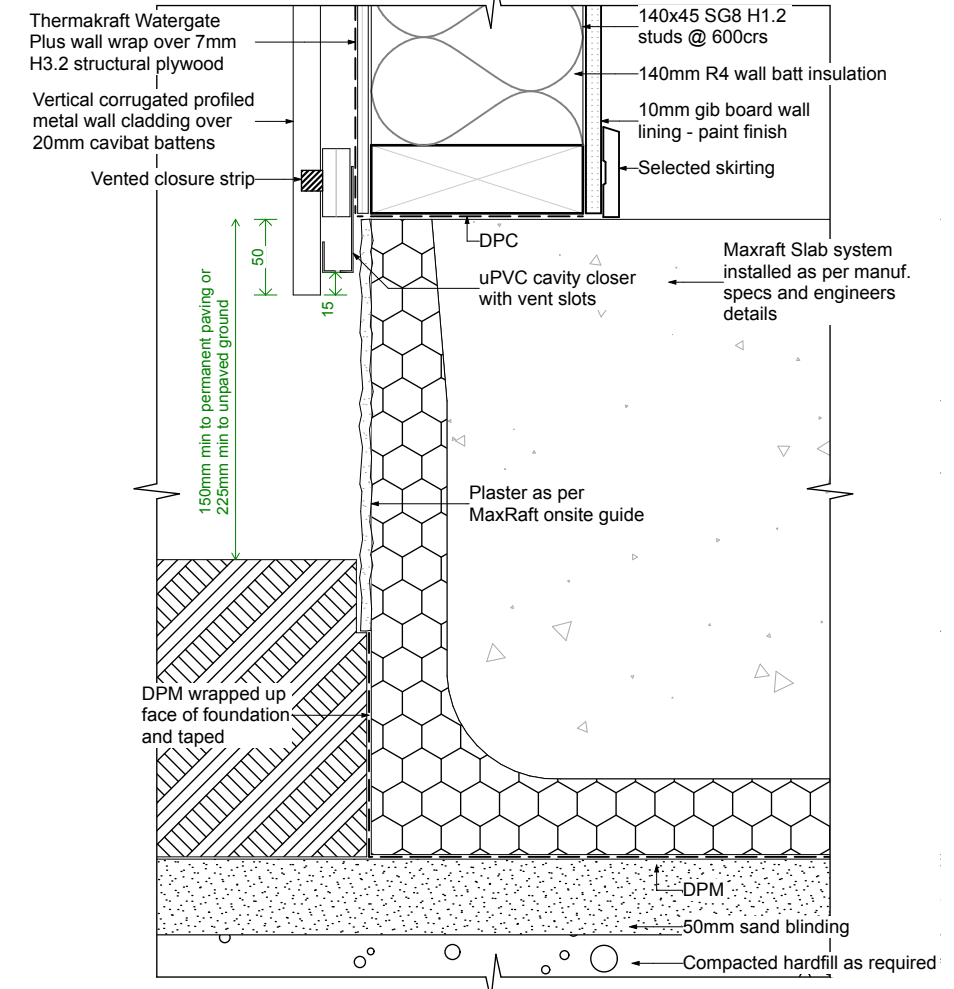 Thermakraft Watergate
Plus wall wrap over 7mm
H3.2 structural plywood
Vertical corrugated profiled
metal wall cladding over
20mm cavibat battens
Vented closure strip
140x45 SG8 H1.2
studs @ 600crs
140mm R4 wall batt insulation
10mm gib board wall
lining - paint finish
Selected skirting
DPC
uPVC cavity closer
with vent slots
Maxraft Slab system
installed as per manuf.
specs and engineers
details
50
15
150mm min to permanent paving or
225mm min to unpaved ground
Plaster as per
MaxRaft onsite guide
DPM wrapped up
face of foundation
and taped
DPM
50mm sand blinding
Compacted hardfill as required